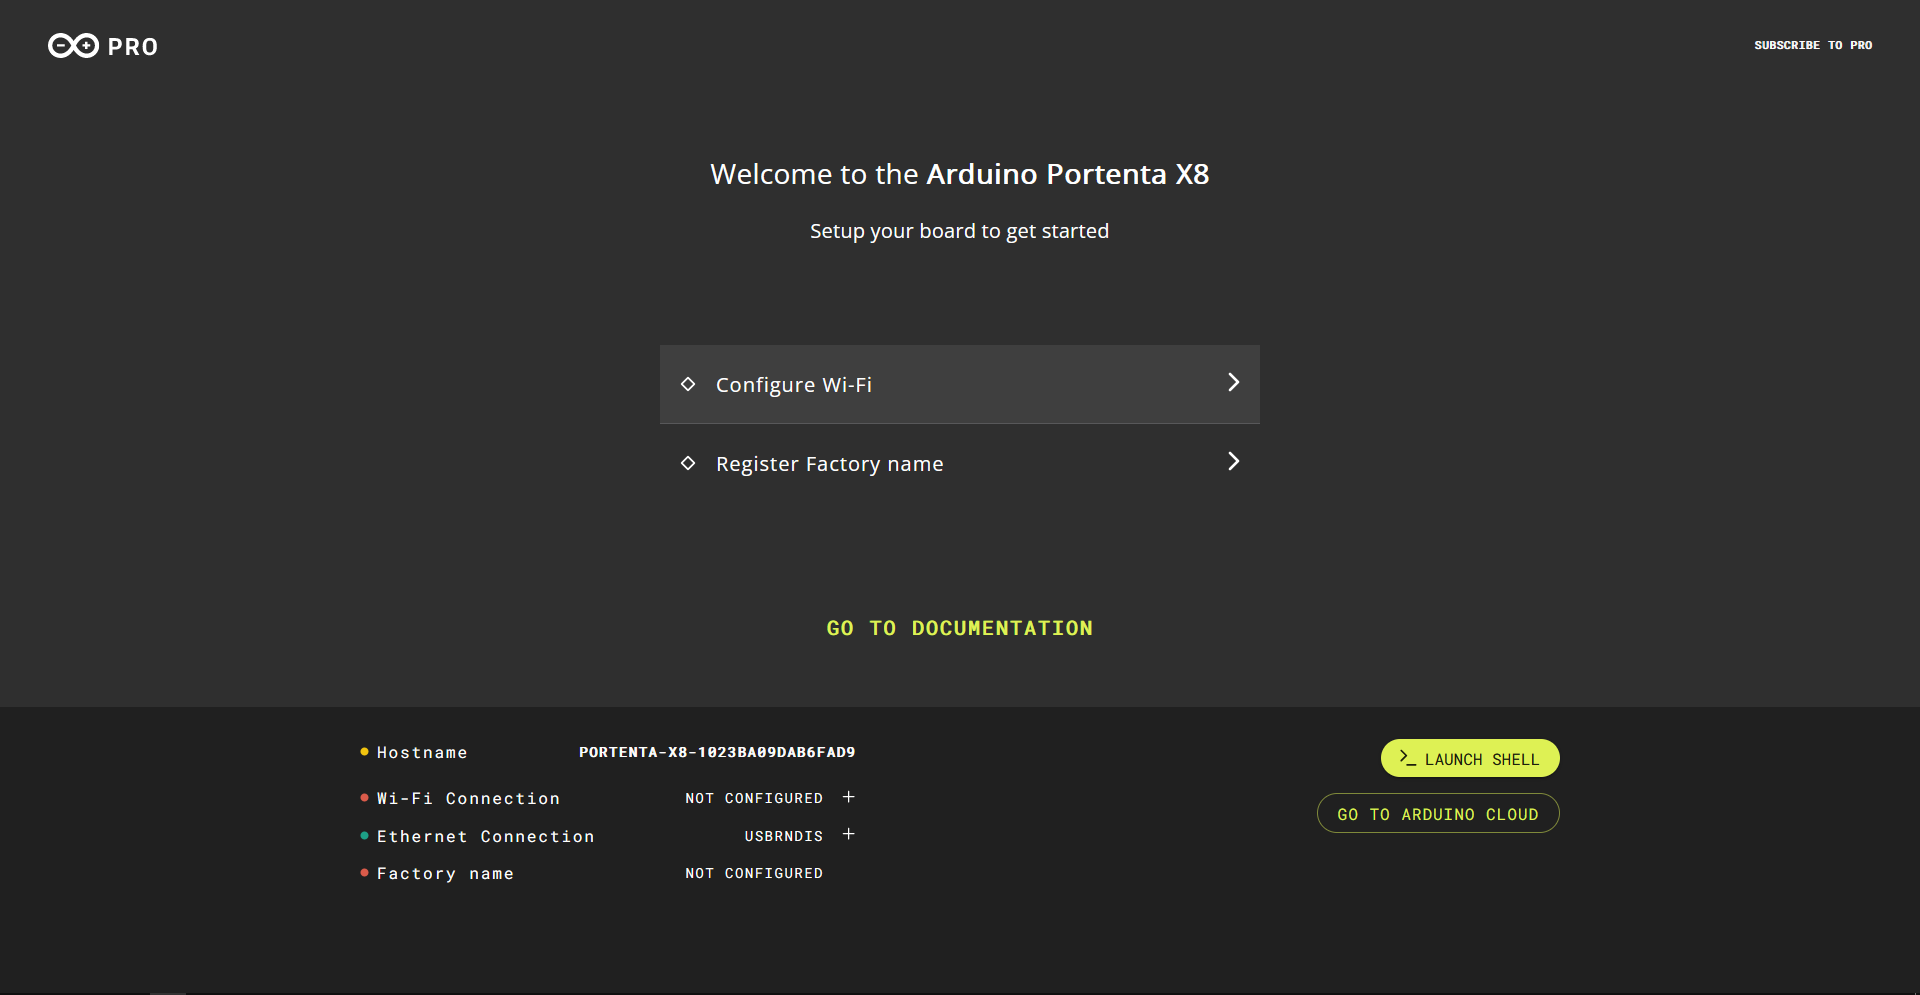 PRO
SUBSCRIBE TO PRO
Welcome to the Arduino Portenta X8
Setup your board to get started
Configure Wi-Fi
Register Factory name
GO TO DOCUMENTATION
Hostname PORTENTA-X8-1023BA09DAB6FAD9
Wi-Fi Connection NOT CONFIGURED +
Ethernet Connection USBRNDIS +
Factory name NOT CONFIGURED
>_ LAUNCH SHELL
GO TO ARDUINO CLOUD